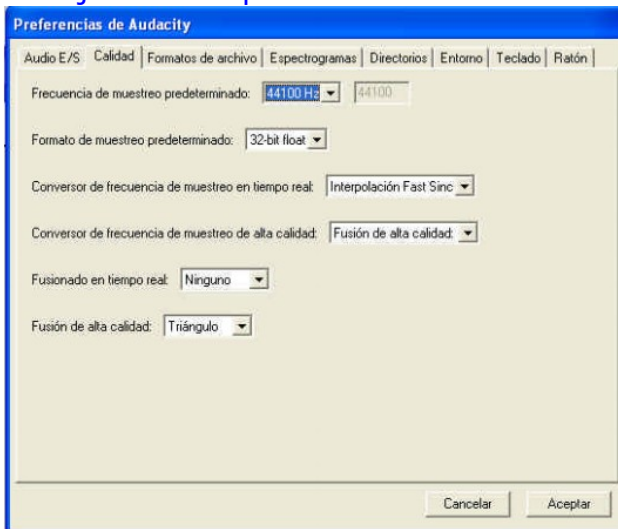 Preferencias de Audacity
Audio E/S Calidad Formatos de archivo Espectrogramas Directorios Entorno Teclado Ratón
Frecuencia de muestreo predeterminado: 44100 Hz 44100
Formato de muestreo predeterminado: 32-bit float
Conversor de frecuencia de muestreo en tiempo real: Interpolación Fast Sinc
Conversor de frecuencia de muestreo de alta calidad: Fusión de alta calidad:
Fusionado en tiempo real: Ninguno
Fusión de alta calidad: Triángulo
Cancelar Aceptar